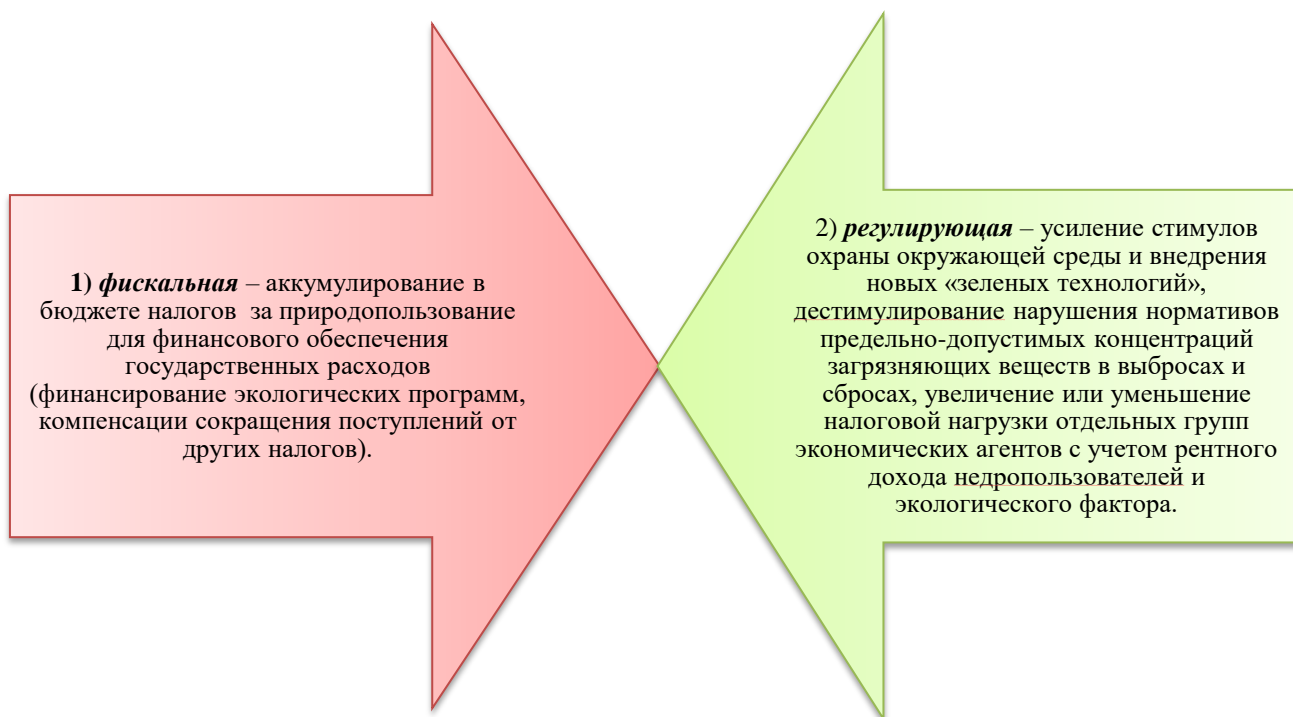 1) фискальная – аккумулирование в
бюджете налогов за природопользование
для финансового обеспечения
государственных расходов
(финансирование экологических программ,
компенсации сокращения поступлений от
других налогов).
2) регулирующая – усиление стимулов
охраны окружающей среды и внедрения
новых «зеленых технологий»,
дестимулирование нарушения нормативов
предельно-допустимых концентраций
загрязняющих веществ в выбросах и
сбросах, увеличение или уменьшение
налоговой нагрузки отдельных групп
экономических агентов с учетом рентного
дохода недропользователей и
экологического фактора.